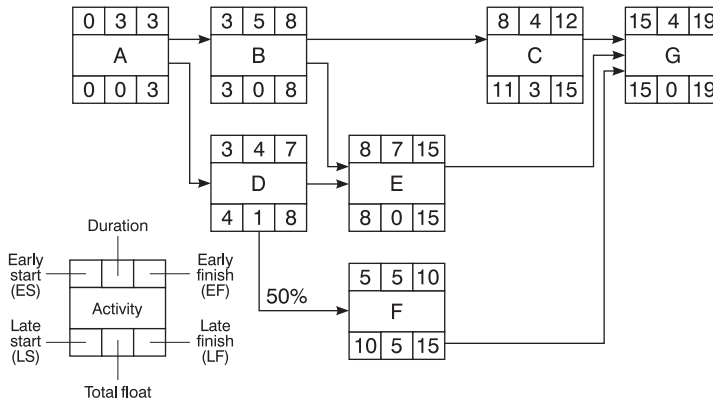 0 3 3
A
0 0 3
3 5 8
B
3 0 8
8 4 12
C
11 3 15
15 4 19
G
15 0 19
3 4 7
D
4 1 8
8 7 15
E
8 0 15
50%
5 5 10
F
10 5 15
Duration
Early
start
(ES)
Early
finish
(EF)
Activity
Late
start
(LS)
Late
finish
(LF)
Total float